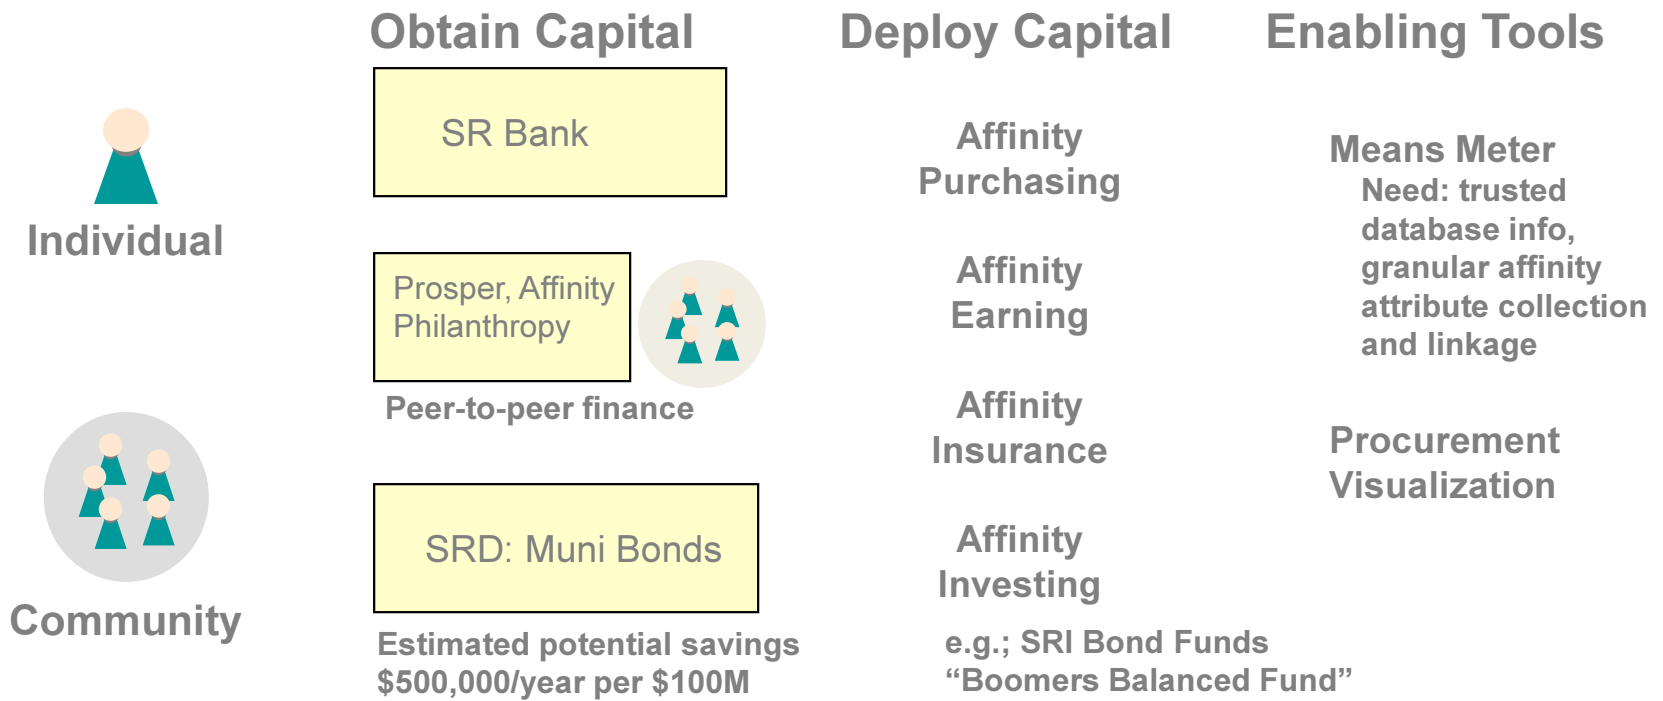 Obtain Capital
Deploy Capital
Enabling Tools
Individual
Community
SR Bank
Prosper, Affinity
Philanthropy
Peer-to-peer finance
SRD: Muni Bonds
Estimated potential savings
$500,000/year per $100M
Affinity
Purchasing
Affinity
Earning
Affinity
Insurance
Affinity
Investing
e.g.; SRI Bond Funds
“Boomers Balanced Fund”
Means Meter
Need: trusted
database info,
granular affinity
attribute collection
and linkage
Procurement
Visualization